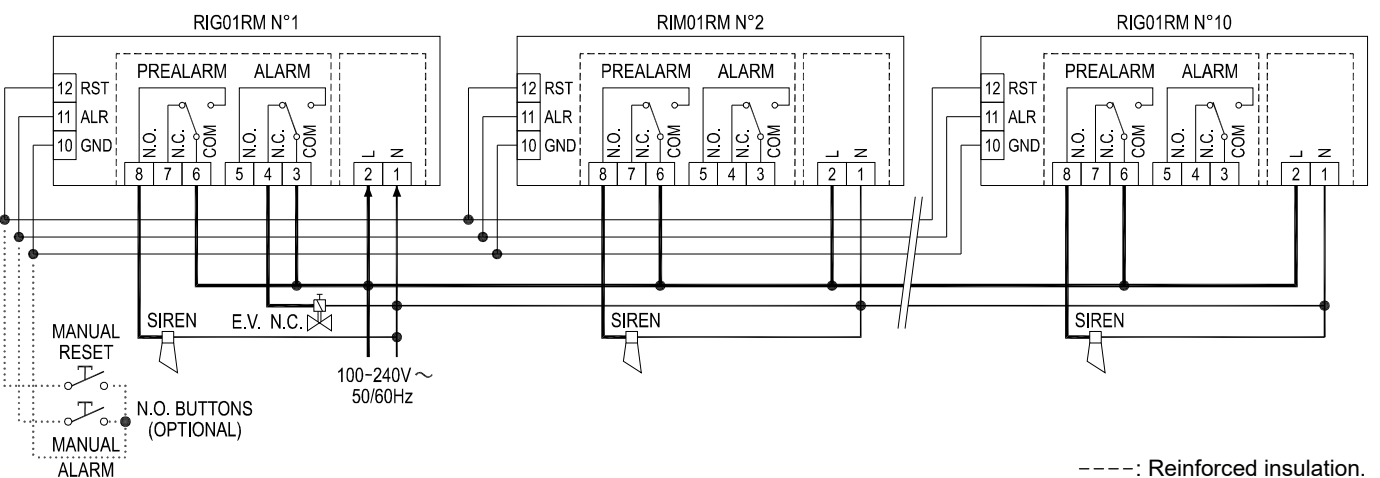 RIG01RM N°1
PREALARM ALARM
12 RST
11 ALR
10 GND
N.O. N.C. COM N.O. N.C. COM L N
8 7 6 5 4 3 2 1
RIM01RM N°2
PREALARM ALARM
12 RST
11 ALR
10 GND
N.O. N.C. COM N.O. N.C. COM L N
8 7 6 5 4 3 2 1
RIG01RM N°10
PREALARM ALARM
12 RST
11 ALR
10 GND
N.O. N.C. COM N.O. N.C. COM L N
8 7 6 5 4 3 2 1
SIREN
E.V. N.C.
SIREN
SIREN
100-240V ~
50/60Hz
MANUAL
RESET
N.O. BUTTONS
(OPTIONAL)
MANUAL
ALARM
----: Reinforced insulation.